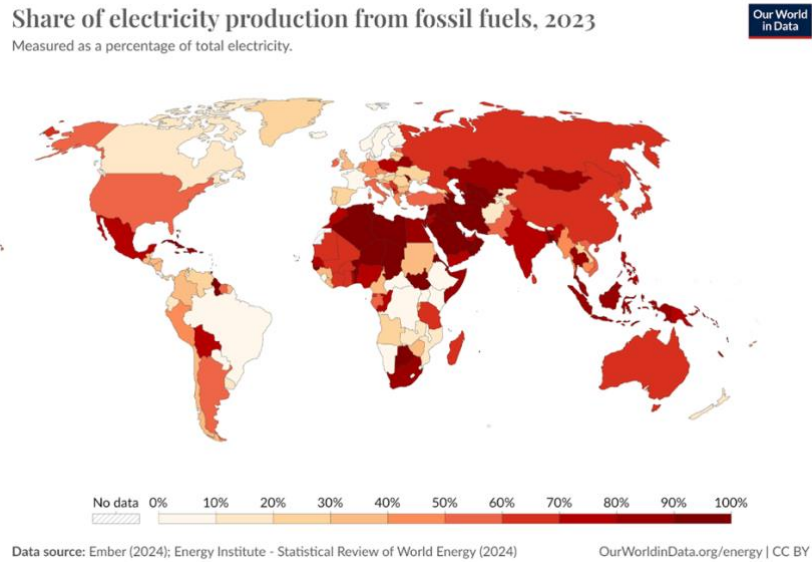 Share of electricity production from fossil fuels, 2023
Measured as a percentage of total electricity.
Our World
in Data
No data 0% 10% 20% 30% 40% 50% 60% 70% 80% 90% 100%
Data source: Ember (2024); Energy Institute - Statistical Review of World Energy (2024)
OurWorldinData.org/energy | CC BY